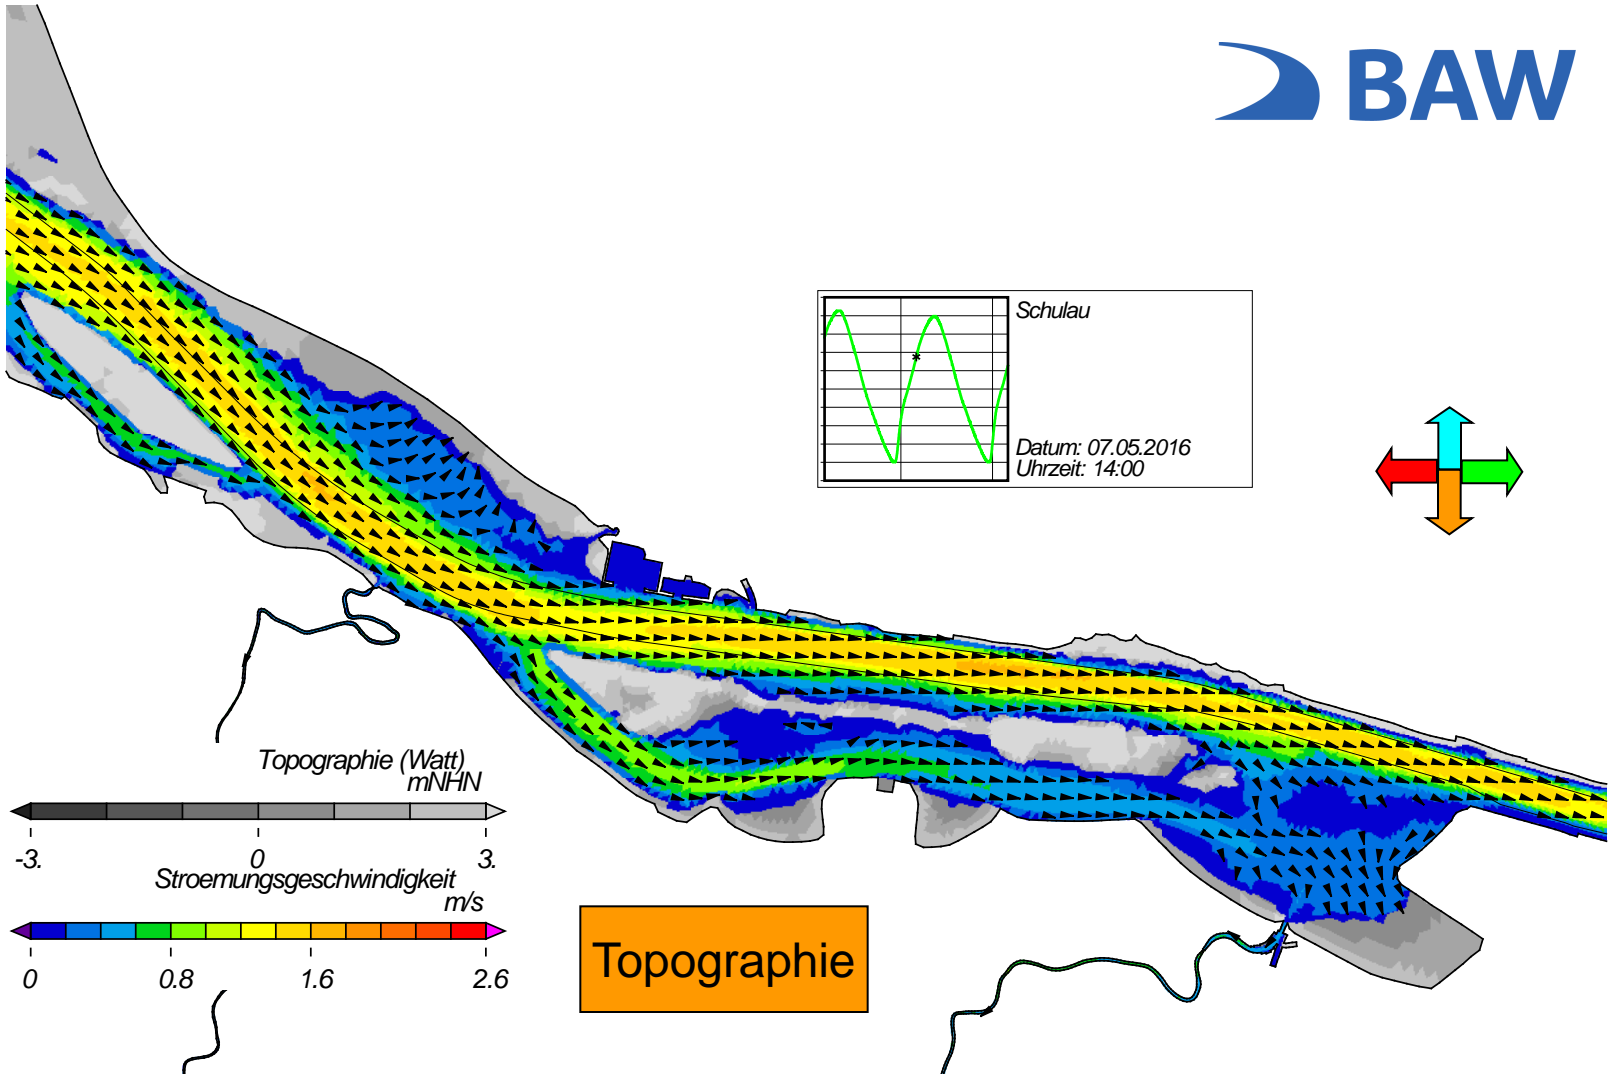 BAW
Schulau
Datum: 07.05.2016
Uhrzeit: 14:00
Topographie (Watt)
mNHN
-3. 0 3.
Stroemungsgeschwindigkeit
m/s
0 0.8 1.6 2.6
Topographie